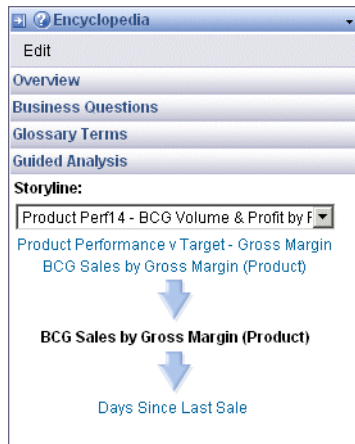 Encyclopedia
Edit
Overview
Business Questions
Glossary Terms
Guided Analysis
Storyline:
Product Perf14 - BCG Volume & Profit by
Product Performance v Target - Gross Margin
BCG Sales by Gross Margin (Product)
BCG Sales by Gross Margin (Product)
Days Since Last Sale